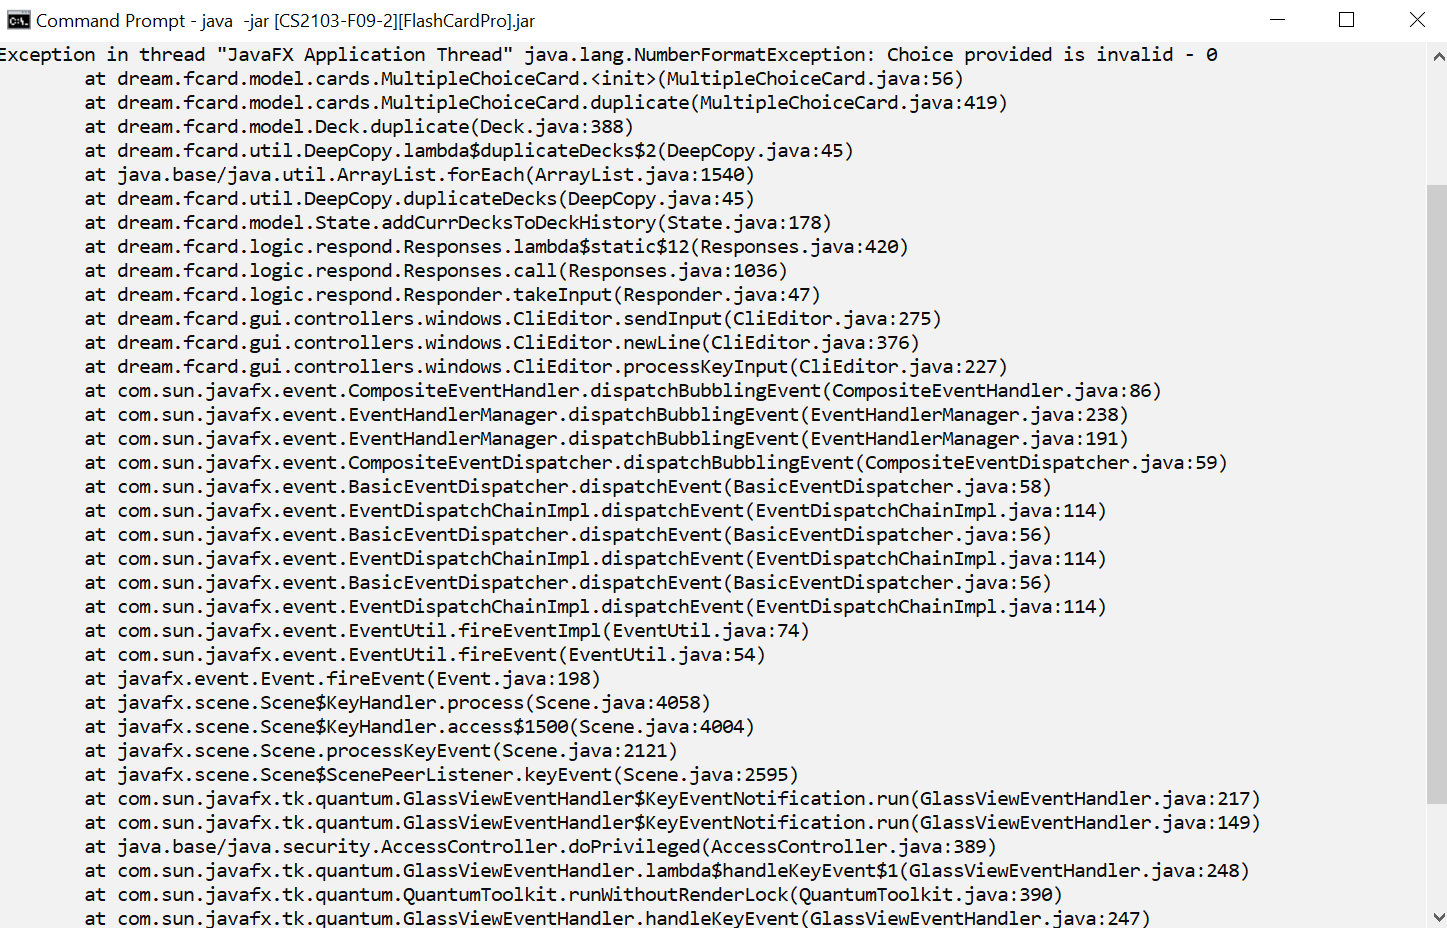 Command Prompt - java  -jar [CS2103-F09-2][FlashCardPro].jar
Exception in thread "JavaFX Application Thread" java.lang.NumberFormatException: Choice provided is invalid - 0
at dream.fcard.model.cards.MultipleChoiceCard.<init>(MultipleChoiceCard.java:56)
at dream.fcard.model.cards.MultipleChoiceCard.duplicate(MultipleChoiceCard.java:419)
at dream.fcard.model.Deck.duplicate(Deck.java:388)
at dream.fcard.util.DeepCopy.lambda$duplicateDecks$2(DeepCopy.java:45)
at java.base/java.util.ArrayList.forEach(ArrayList.java:1540)
at dream.fcard.util.DeepCopy.duplicateDecks(DeepCopy.java:45)
at dream.fcard.model.State.addCurrDecksToDeckHistory(State.java:178)
at dream.fcard.logic.respond.Responses.lambda$static$12(Responses.java:420)
at dream.fcard.logic.respond.Responses.call(Responses.java:1036)
at dream.fcard.logic.respond.Responder.takeInput(Responder.java:47)
at dream.fcard.gui.controllers.windows.CliEditor.sendInput(CliEditor.java:275)
at dream.fcard.gui.controllers.windows.CliEditor.newLine(CliEditor.java:376)
at dream.fcard.gui.controllers.windows.CliEditor.processKeyInput(CliEditor.java:227)
at com.sun.javafx.event.CompositeEventHandler.dispatchBubblingEvent(CompositeEventHandler.java:86)
at com.sun.javafx.event.EventHandlerManager.dispatchBubblingEvent(EventHandlerManager.java:238)
at com.sun.javafx.event.EventHandlerManager.dispatchBubblingEvent(EventHandlerManager.java:191)
at com.sun.javafx.event.CompositeEventDispatcher.dispatchBubblingEvent(CompositeEventDispatcher.java:59)
at com.sun.javafx.event.BasicEventDispatcher.dispatchEvent(BasicEventDispatcher.java:58)
at com.sun.javafx.event.EventDispatchChainImpl.dispatchEvent(EventDispatchChainImpl.java:114)
at com.sun.javafx.event.BasicEventDispatcher.dispatchEvent(BasicEventDispatcher.java:56)
at com.sun.javafx.event.EventDispatchChainImpl.dispatchEvent(EventDispatchChainImpl.java:114)
at com.sun.javafx.event.BasicEventDispatcher.dispatchEvent(BasicEventDispatcher.java:56)
at com.sun.javafx.event.EventDispatchChainImpl.dispatchEvent(EventDispatchChainImpl.java:114)
at com.sun.javafx.event.EventUtil.fireEventImpl(EventUtil.java:74)
at com.sun.javafx.event.EventUtil.fireEvent(EventUtil.java:54)
at javafx.event.Event.fireEvent(Event.java:198)
at javafx.scene.Scene$KeyHandler.process(Scene.java:4058)
at javafx.scene.Scene$KeyHandler.access$1500(Scene.java:4004)
at javafx.scene.Scene.processKeyEvent(Scene.java:2121)
at javafx.scene.Scene$ScenePeerListener.keyEvent(Scene.java:2595)
at com.sun.javafx.tk.quantum.GlassViewEventHandler$KeyEventNotification.run(GlassViewEventHandler.java:217)
at com.sun.javafx.tk.quantum.GlassViewEventHandler$KeyEventNotification.run(GlassViewEventHandler.java:149)
at java.base/java.security.AccessController.doPrivileged(AccessController.java:389)
at com.sun.javafx.tk.quantum.GlassViewEventHandler.lambda$handleKeyEvent$1(GlassViewEventHandler.java:248)
at com.sun.javafx.tk.quantum.QuantumToolkit.runWithoutRenderLock(QuantumToolkit.java:390)
at com.sun.javafx.tk.quantum.GlassViewEventHandler.handleKeyEvent(GlassViewEventHandler.java:247)